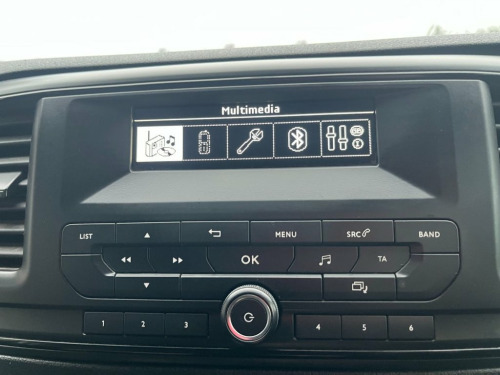 Multimedia
LIST MENU SRC BAND
OK TA
1 2 3 4 5 6